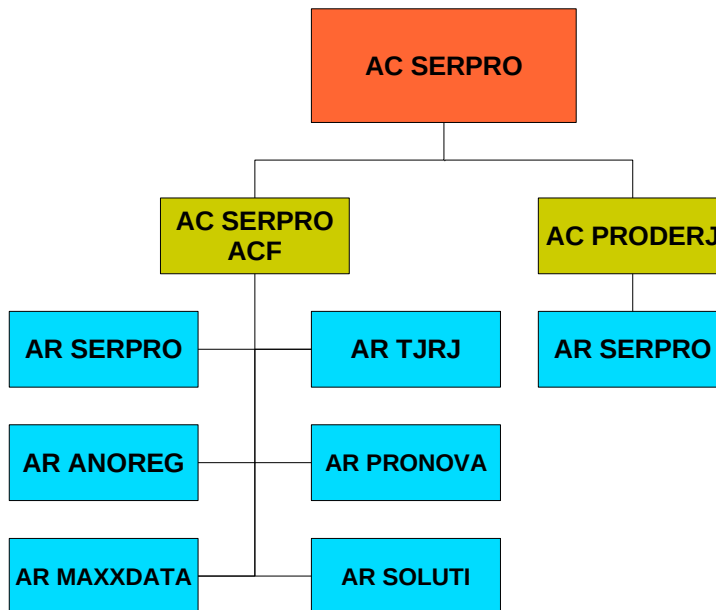 AC SERPRO
AC SERPRO
ACF
AC PRODERJ
AR SERPRO
AR TJRJ
AR SERPRO
AR ANOREG
AR PRONOVA
AR MAXXDATA
AR SOLUTI